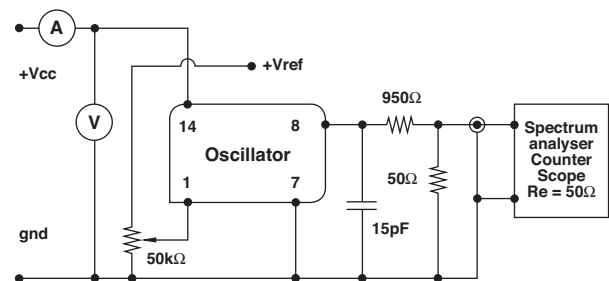 A
+Vcc
+Vref
V
950Ω
14
8
Oscillator
1
7
50Ω
15pF
50kΩ
gnd
Spectrum
analyser
Counter
Scope
Re = 50Ω